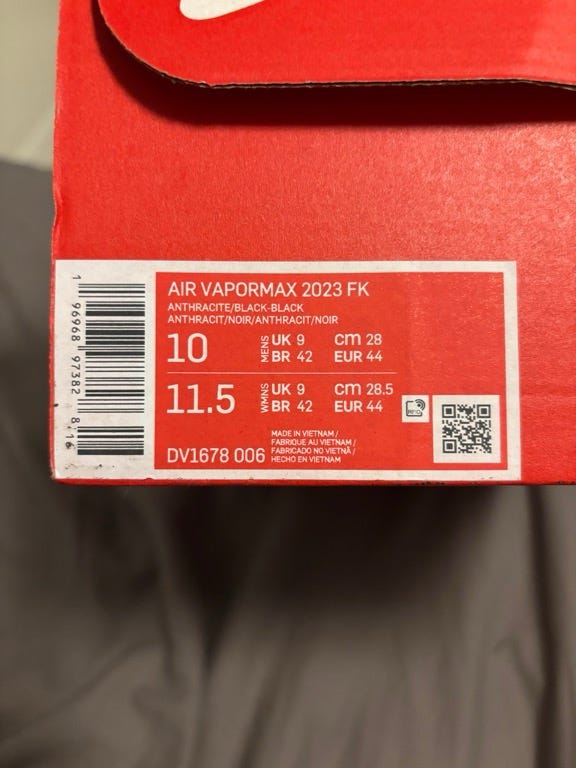 AIR VAPORMAX 2023 FK
ANTHRACITE/BLACK-BLACK
ANTHRACIT/NOIR/ANTHRACIT/NOIR
10 MENS UK 9 cm 28
BR 42 EUR 44
11.5 WMNS UK 9 cm 28.5
BR 42 EUR 44
RFID
DV1678 006
MADE IN VIETNAM /
FABRIQUE AU VIETNAM /
FABRICADO NO VIETNÃ /
HECHO EN VIETNAM
1 96968 97382 8 16